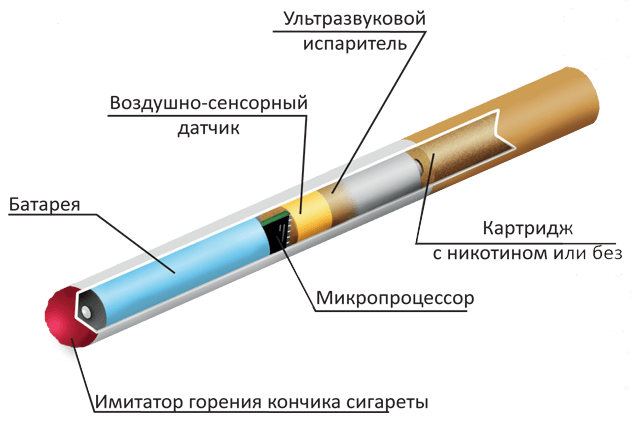 Ультразвуковой
испаритель
Воздушно-сенсорный
датчик
Батарея
Картридж
с никотином или без
Микропроцессор
Имитатор горения кончика сигареты